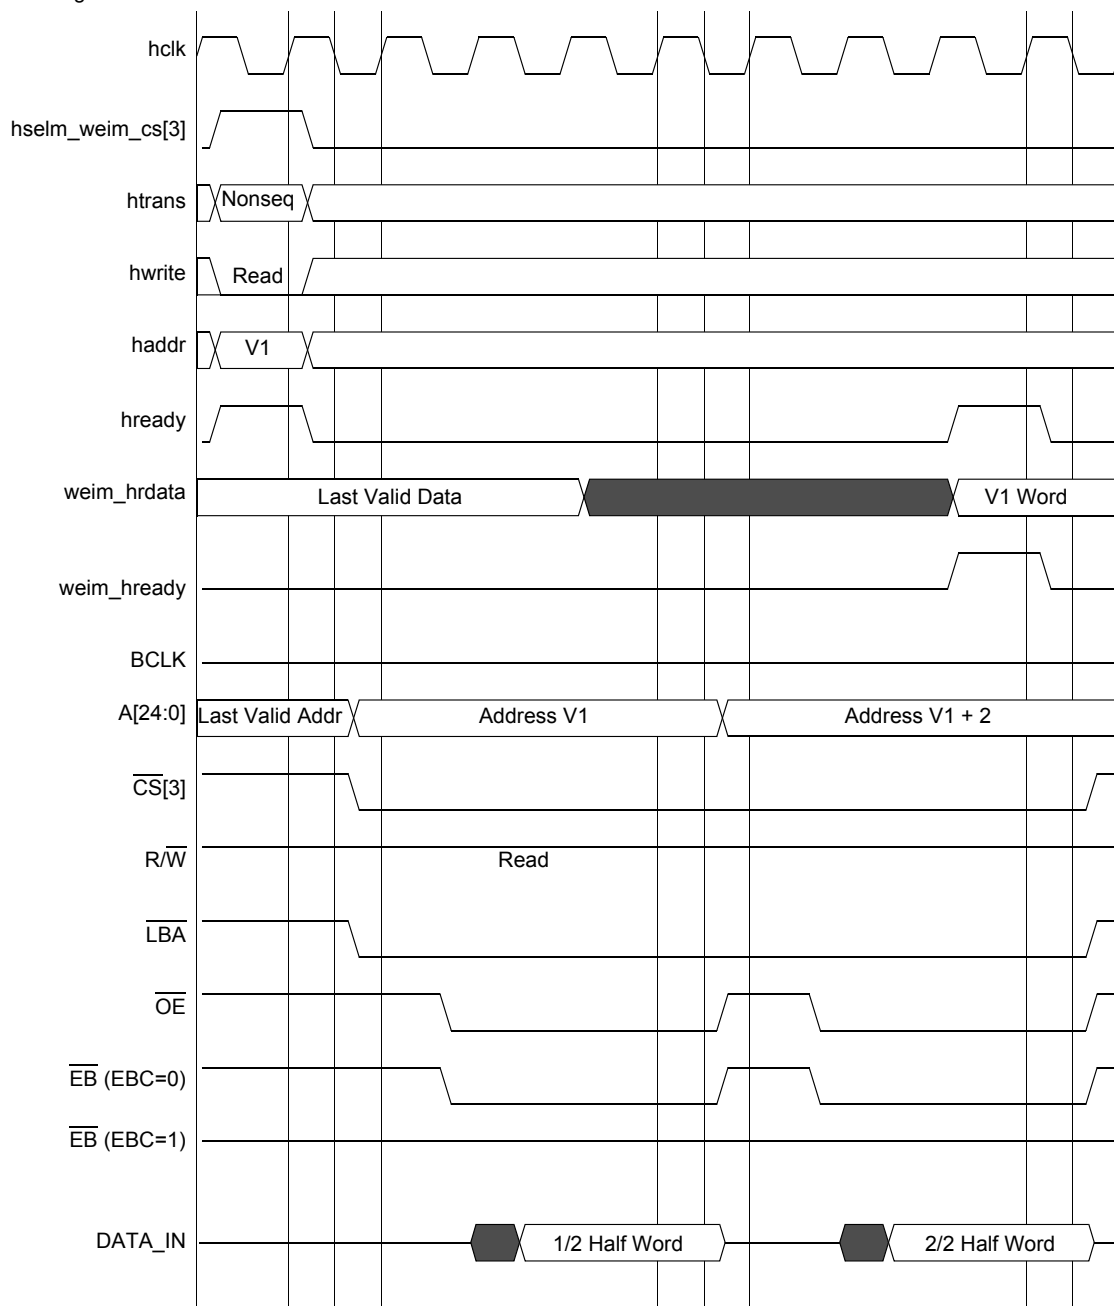 hclk
hselm_weim_cs[3]
htrans Nonseq
hwrite Read
haddr V1
hready
weim_hrdata Last Valid Data V1 Word
weim_hready
BCLK
A[24:0] Last Valid Addr Address V1 Address V1 + 2
CS[3]
R/W Read
LBA
OE
EB (EBC=0)
EB (EBC=1)
DATA_IN 1/2 Half Word 2/2 Half Word